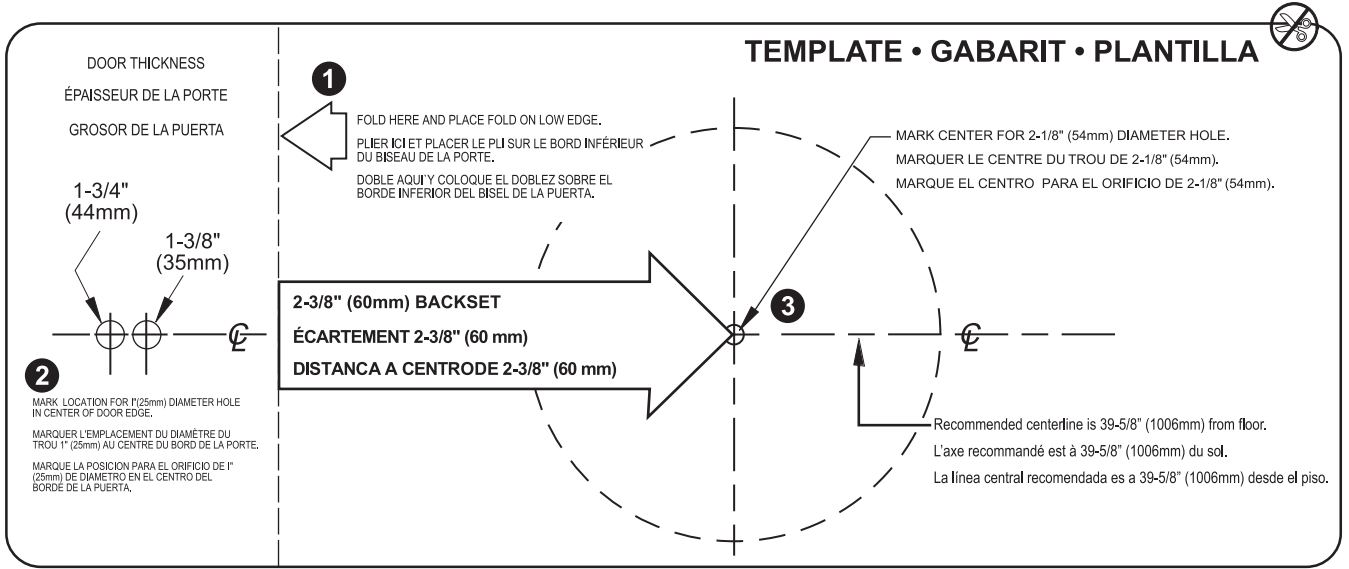 TEMPLATE • GABARIT • PLANTILLA
DOOR THICKNESS
ÉPAISSEUR DE LA PORTE
GROSOR DE LA PUERTA
1-3/4"
(44mm)
1-3/8"
(35mm)
1
FOLD HERE AND PLACE FOLD ON LOW EDGE.
PLIER ICI ET PLACER LE PLI SUR LE BORD INFÉRIEUR
DU BISEAU DE LA PORTE.
DOBLE AQUI'Y COLOQUE EL DOBLEZ SOBRE EL
BORDE INFERIOR DEL BISEL DE LA PUERTA.
MARK CENTER FOR 2-1/8" (54mm) DIAMETER HOLE.
MARQUER LE CENTRE DU TROU DE 2-1/8" (54mm).
MARQUE EL CENTRO PARA EL ORIFICIO DE 2-1/8" (54mm).
2-3/8" (60mm) BACKSET
ÉCARTEMENT 2-3/8" (60 mm)
DISTANCA A CENTRODE 2-3/8" (60 mm)
3
℄
℄
2
MARK LOCATION FOR I"(25mm) DIAMETER HOLE
IN CENTER OF DOOR EDGE.
MARQUER L'EMPLACEMENT DU DIAMÈTRE DU
TROU 1" (25mm) AU CENTRE DU BORD DE LA PORTE.
MARQUE LA POSICION PARA EL ORIFICIO DE I"
(25mm) DE DIAMETRO EN EL CENTRO DEL
BORDE DE LA PUERTA.
Recommended centerline is 39-5/8" (1006mm) from floor.
L'axe recommandé est à 39-5/8" (1006mm) du sol.
La línea central recomendada es a 39-5/8" (1006mm) desde el piso.